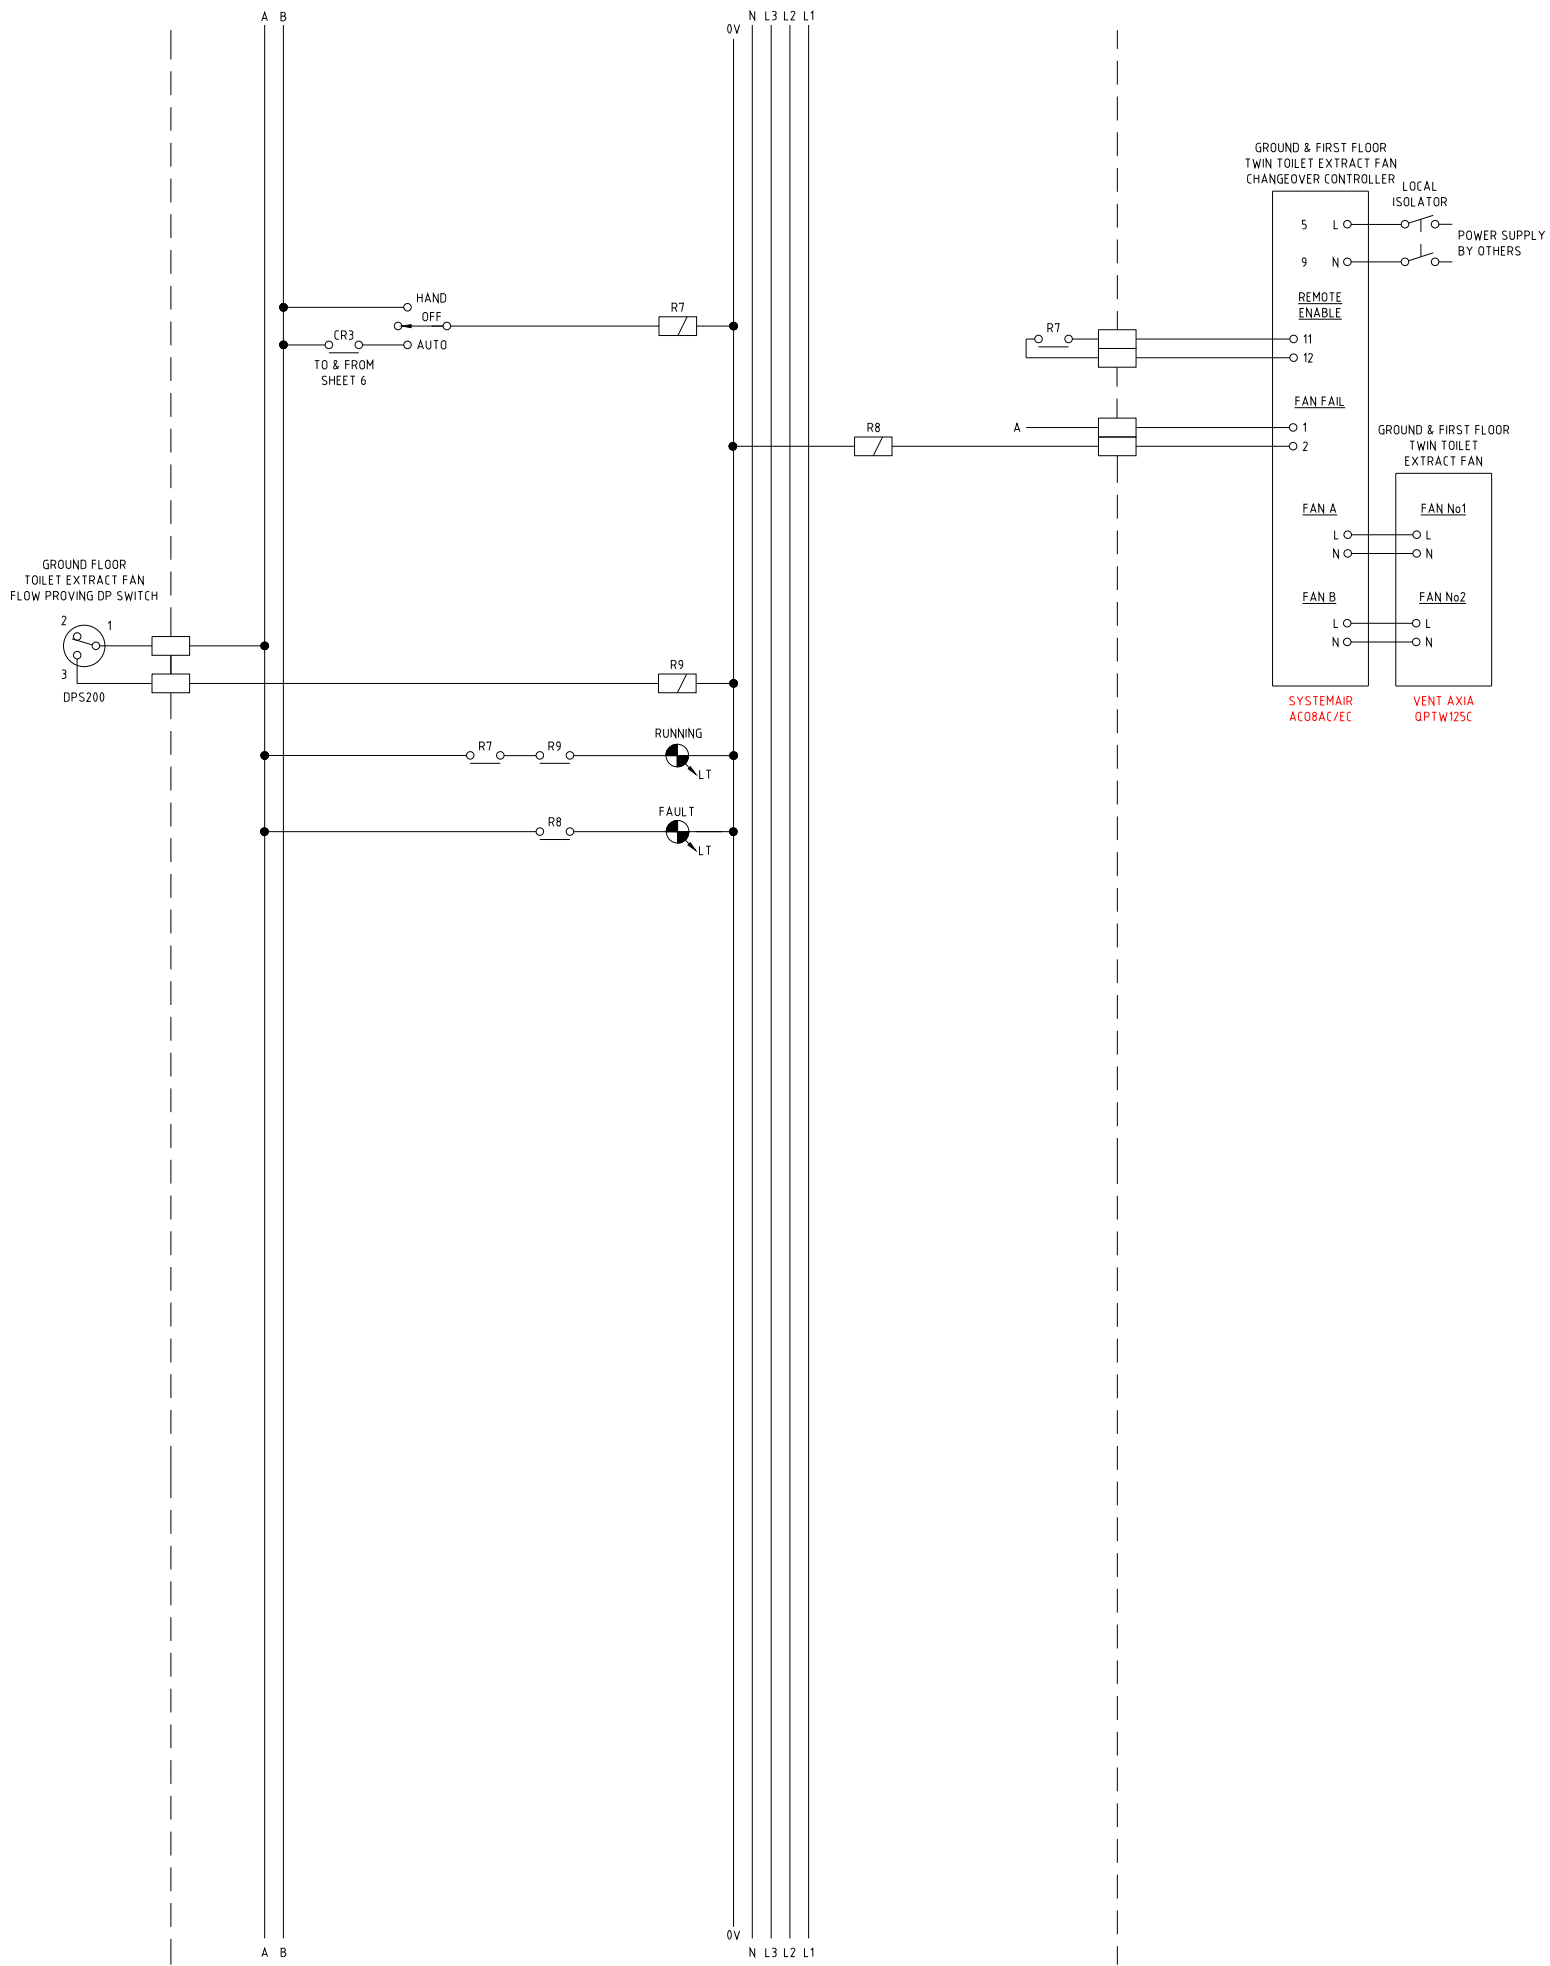 A B
0V
N L3 L2 L1
GROUND & FIRST FLOOR
TWIN TOILET EXTRACT FAN
CHANGEOVER CONTROLLER
LOCAL
ISOLATOR
5 L
POWER SUPPLY
BY OTHERS
9 N
REMOTE
ENABLE
HAND
OFF
R7
CR3
AUTO
TO & FROM
SHEET 6
R7
11
12
FAN FAIL
A
1
R8
2
GROUND & FIRST FLOOR
TWIN TOILET
EXTRACT FAN
FAN A
FAN No1
L L
N N
GROUND FLOOR
TOILET EXTRACT FAN
FLOW PROVING DP SWITCH
FAN B
FAN No2
L L
N N
2
1
3
DPS200
R9
SYSTEMAIR
ACO8AC/EC
VENT AXIA
QPTW125C
RUNNING
R7
R9
LT
FAULT
R8
LT
0V
A B
N L3 L2 L1